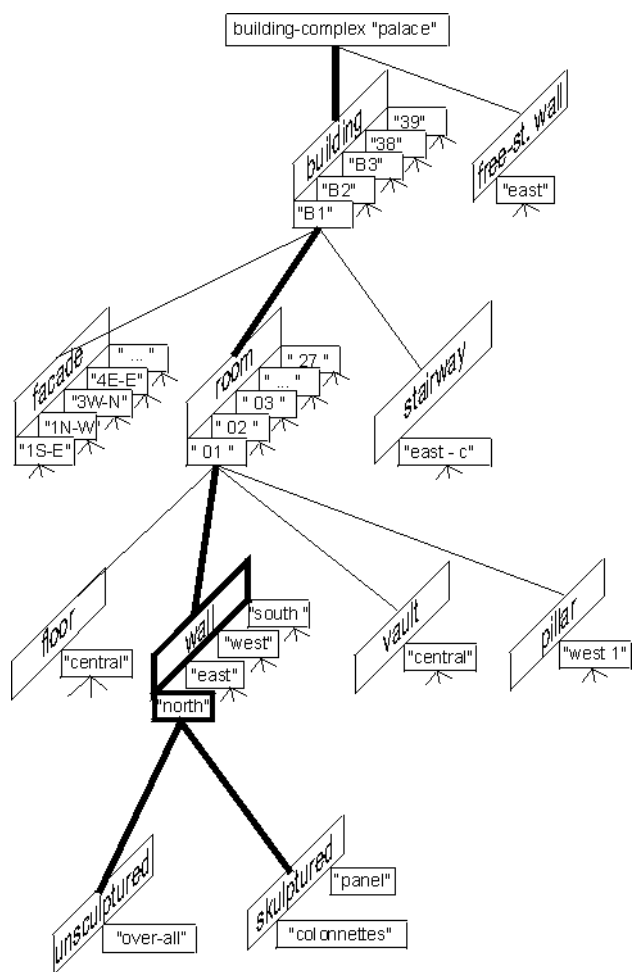 building-complex "palace"
building
"39"
"38"
"B3"
"B2"
"B1"
free-st. wall
"east"
facade
" ... "
"4E-E"
"3W-N"
"1N-W"
"1S-E"
room
" 27 "
" ... "
" 03 "
" 02 "
" 01 "
stairway
"east - c"
floor
"central"
wall
"south "
"west"
"east"
"north"
vault
"central"
pillar
"west 1"
unsculptured
"over-all"
skulptured
"panel"
"colonnettes"